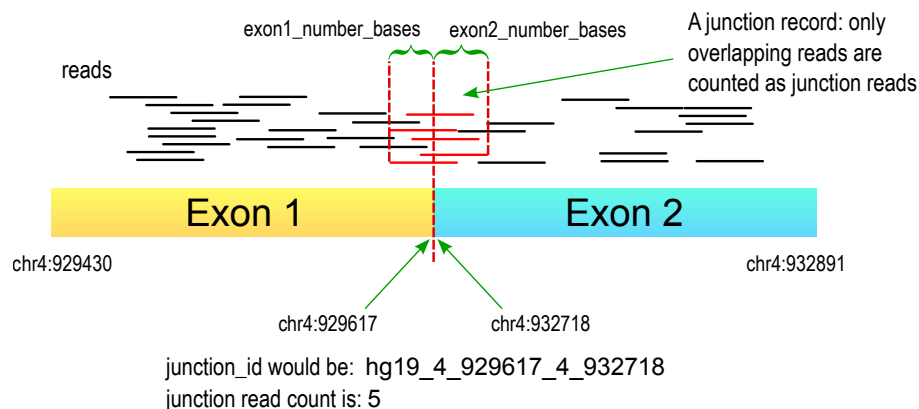 exon1_number_bases
exon2_number_bases
A junction record: only
overlapping reads are
counted as junction reads
reads
Exon 1
Exon 2
chr4:929430
chr4:932891
chr4:929617
chr4:932718
junction_id would be: hg19_4_929617_4_932718
junction read count is: 5